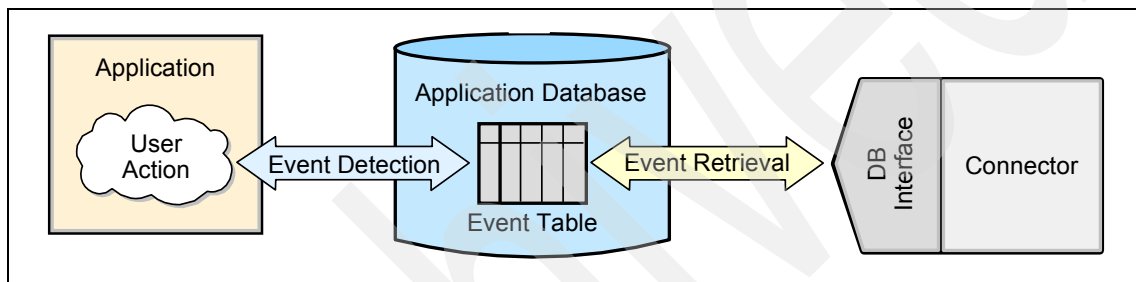 Application
User
Action
Event Detection
Application Database
Event Table
Event Retrieval
DB
Interface
Connector